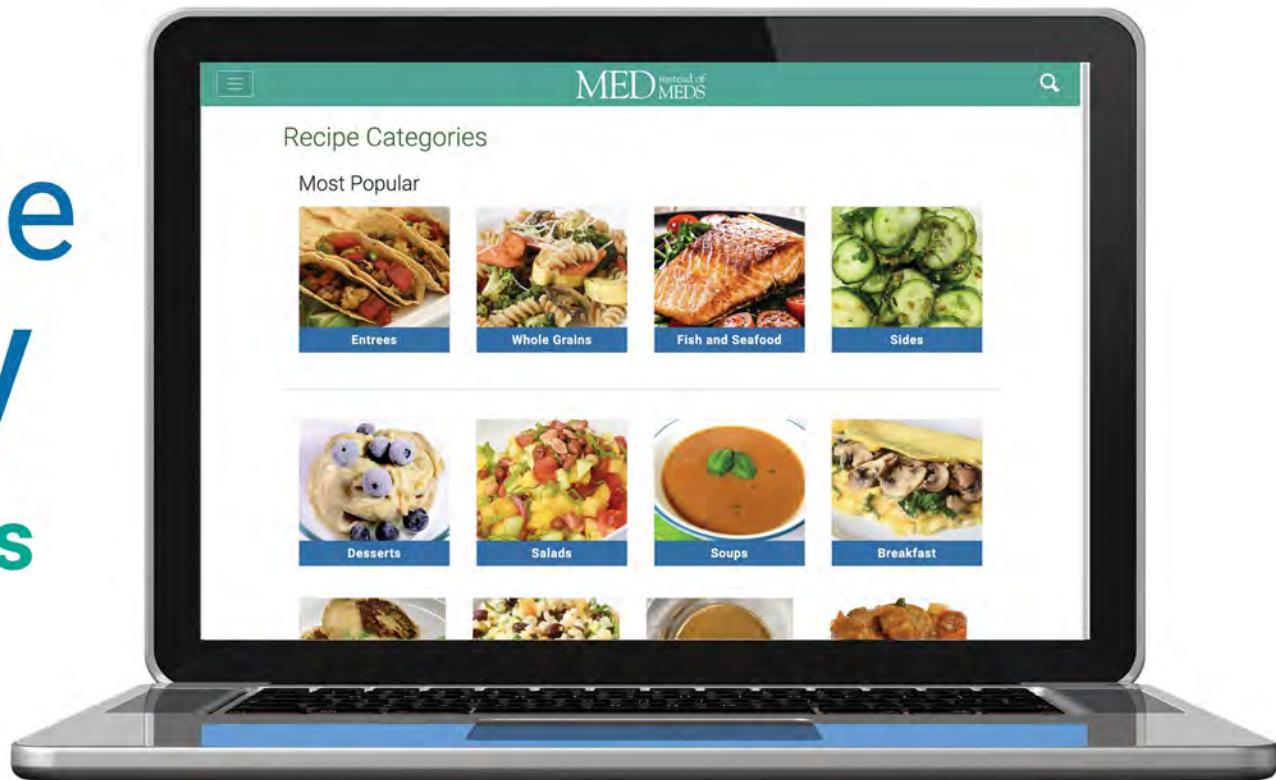 e
y
s
MED instead of MEDS
Recipe Categories
Most Popular
Entrees
Whole Grains
Fish and Seafood
Sides
Desserts
Salads
Soups
Breakfast